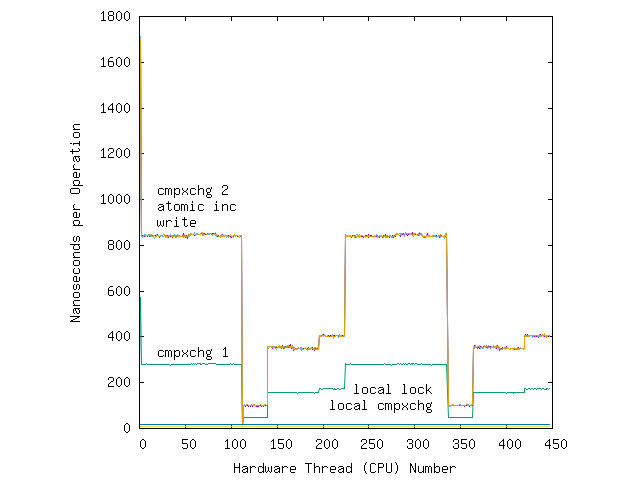 1800
1600
1400
1200
1000
800
600
400
200
0
Nanoseconds per Operation
cmpxchg 2
atomic inc
write
cmpxchg 1
local lock
local cmpxchg
0 50 100 150 200 250 300 350 400 450
Hardware Thread (CPU) Number